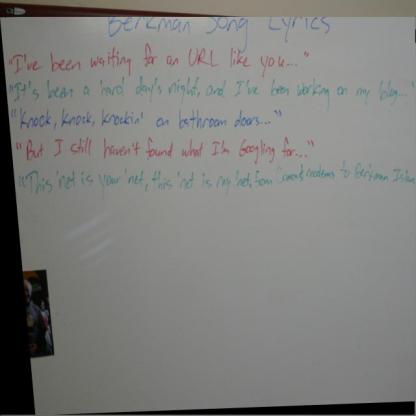 Berkman Song Lyrics
"I've been waiting for an URL like you..."
"It's been a hard day's night, and I've been working on my blog..."
"Knock, knock, knockin' on bathroom doors..."
"But I still haven't found what I'm Googling for..."
"This 'net is your 'net, this 'net is my 'net, from modems to Berkman